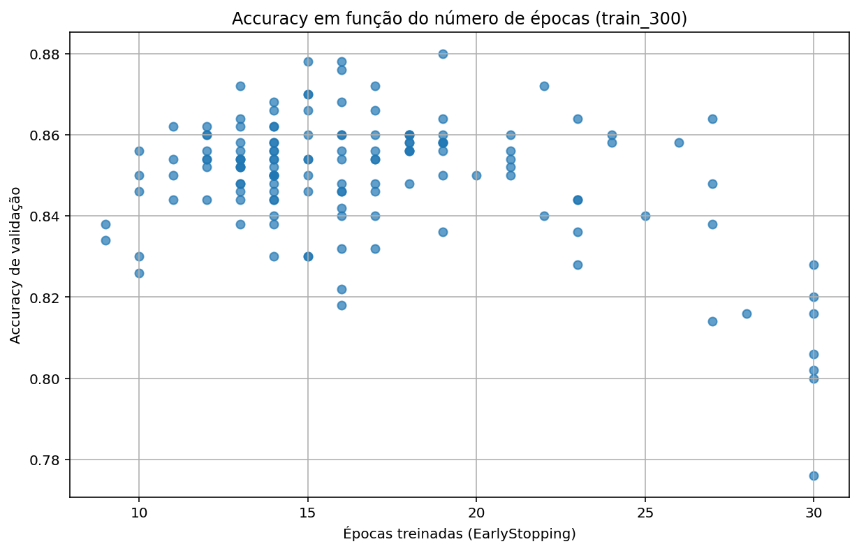 Accuracy em função do número de épocas (train_300)
Accuracy de validação
0.88
0.86
0.84
0.82
0.80
0.78
10 15 20 25 30
Épocas treinadas (EarlyStopping)